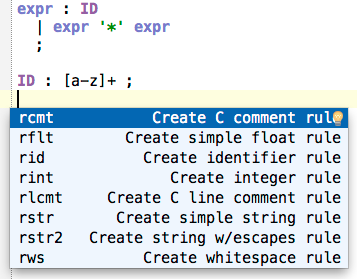 expr : ID
| expr '*' expr
;
ID : [a-z]+ ;
rcmt Create C comment rule
rflt Create simple float rule
rid Create identifier rule
rint Create integer rule
rlcmt Create C line comment rule
rstr Create simple string rule
rstr2 Create string w/escapes rule
rws Create whitespace rule